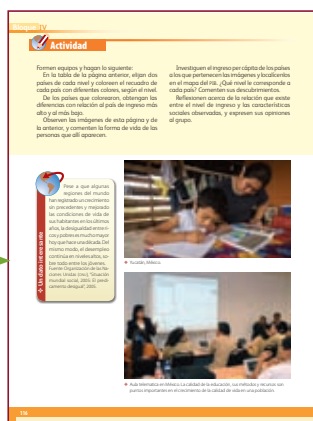 Bloque IV
Actividad
Formen equipos y hagan lo siguiente:
En la tabla de la página anterior, elijan dos
países de cada nivel y coloreen el recuadro de
cada país con diferentes colores, según el nivel.
De los países que colorearon, obtengan las
diferencias con relación al país de ingreso más
alto y al más bajo.
Observen las imágenes de esta página y de
la anterior, y comenten la forma de vida de las
personas que allí aparecen.
Investiguen el ingreso per cápita de los países
a los que pertenecen las imágenes y localícenlos
en el mapa del PIB. ¿Qué nivel le corresponde a
cada país? Comenten sus descubrimientos.
Reflexionen acerca de la relación que existe
entre el nivel de ingreso y las características
sociales observadas, y expresen sus opiniones
al grupo.
Un dato interesante
Pese a que algunas
regiones del mundo
han registrado un crecimiento
sin precedentes y mejorado
las condiciones de vida de
sus habitantes en los últimos
años, la desigualdad entre ri-
cos y pobres es mucho mayor
hoy que hace una década. Del
mismo modo, el desempleo
continúa en niveles altos, so-
bre todo entre los jóvenes.
Fuente: Organización de las Na-
ciones Unidas (ONU), "Situación
mundial social, 2005: El predi-
camento desigual", 2005.
Yucatán, México.
Aula telemática en México. La calidad de la educación, sus métodos y recursos son
puntos importantes en el crecimiento de la calidad de vida en una población.